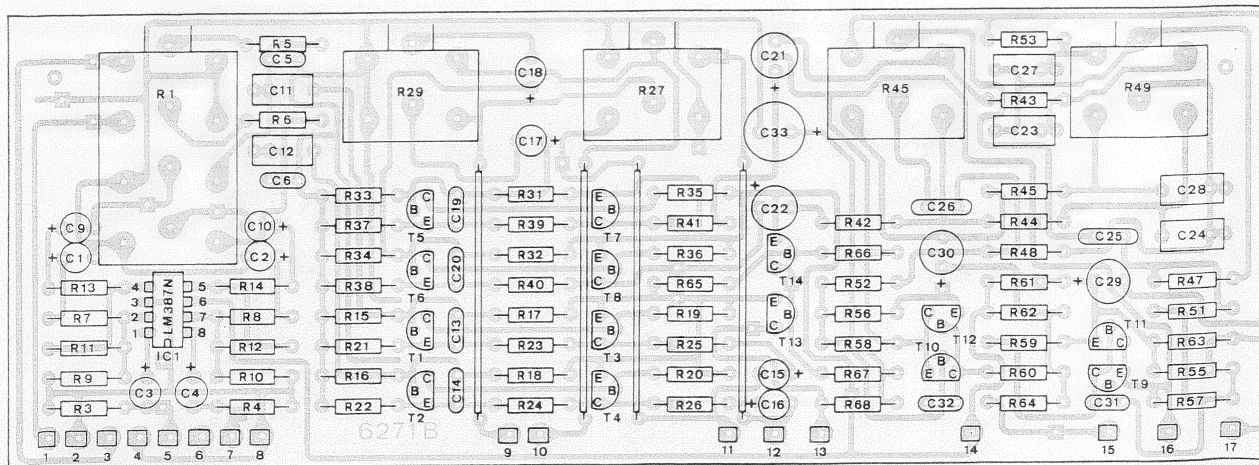 R5
C5
C11
R6
C12
C6
R1
R29
C18
C17
R27
C21
C33
R45
R53
C27
R43
C23
R49
C9
C10
C1
C2
R13
R14
R7
R8
R11
R12
R9
R10
R3
R4
4
3
2
1
LM387N
5
6
7
8
IC1
C3
C4
R33
R37
R34
R38
R15
R21
R16
R22
C
B
E
T5
C
B
E
T6
C
B
E
T1
C
B
E
T2
C19
C20
C13
C14
R31
R39
R32
R40
R17
R23
R18
R24
E
B
C
T7
E
B
C
T8
E
B
C
T3
E
B
C
T4
R35
R41
R36
R65
R19
R25
R20
R26
C22
E
B
C
T14
E
B
C
T13
C15
C16
R42
R66
R52
R56
R58
R67
R68
C26
C30
C E
B
T12
T10
B
E C
C32
R45
R44
R48
R61
R62
R59
R60
R64
C28
C25
C24
C29
R47
R51
R63
R55
R57
T11
B
E C
C E
B
T9
C31
627TB
1 2 3 4 5 6 7 8 9 10 11 12 13 14 15 16 17